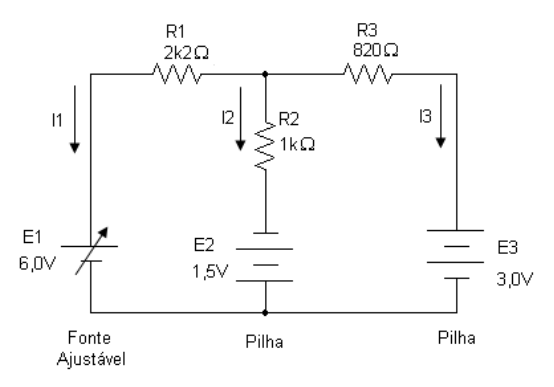 R1
2k2Ω
R3
820Ω
I1
I2
R2
1kΩ
I3
E1
6,0V
E2
1,5V
E3
3,0V
Fonte
Ajustável
Pilha
Pilha